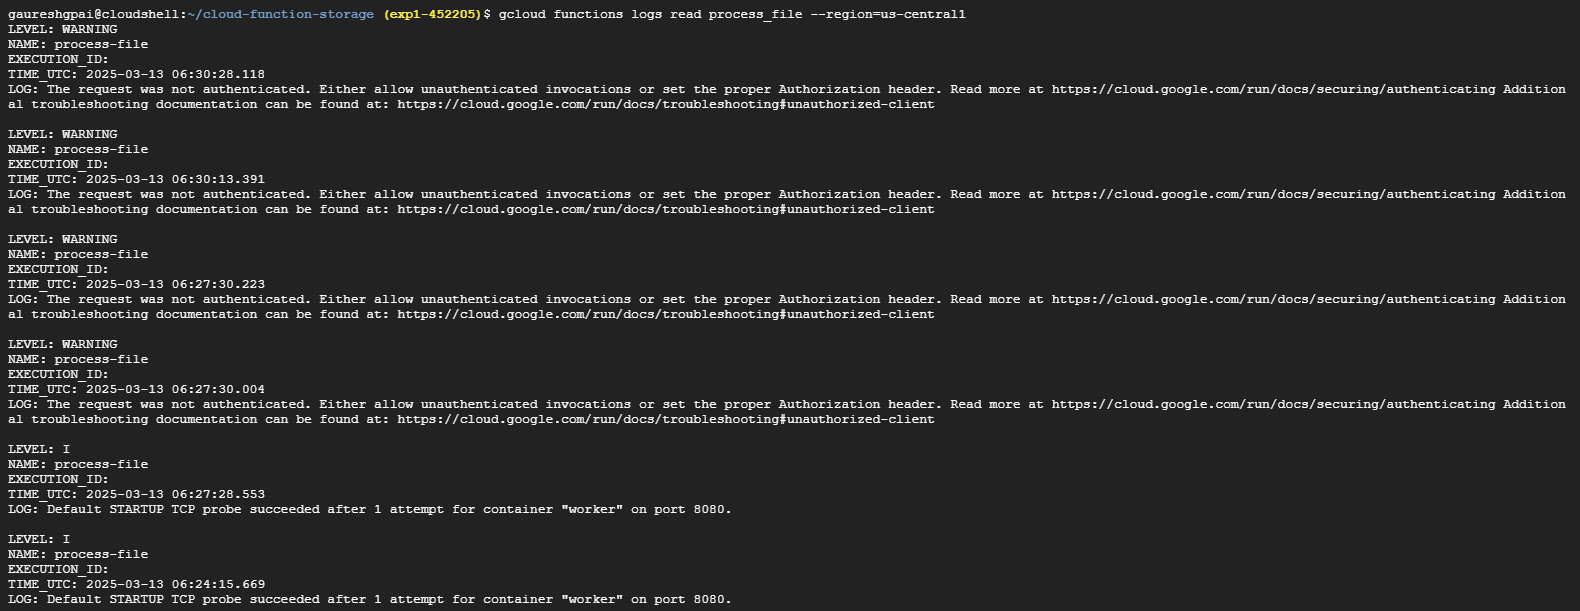 gaureshgpai@cloudshell:~/cloud-function-storage (exp1-452205)$ gcloud functions logs read process_file --region=us-central1
LEVEL: WARNING
NAME: process-file
EXECUTION_ID:
TIME_UTC: 2025-03-13 06:30:28.118
LOG: The request was not authenticated. Either allow unauthenticated invocations or set the proper Authorization header. Read more at https://cloud.google.com/run/docs/securing/authenticating Addition
al troubleshooting documentation can be found at: https://cloud.google.com/run/docs/troubleshooting#unauthorized-client

LEVEL: WARNING
NAME: process-file
EXECUTION_ID:
TIME_UTC: 2025-03-13 06:30:13.391
LOG: The request was not authenticated. Either allow unauthenticated invocations or set the proper Authorization header. Read more at https://cloud.google.com/run/docs/securing/authenticating Addition
al troubleshooting documentation can be found at: https://cloud.google.com/run/docs/troubleshooting#unauthorized-client

LEVEL: WARNING
NAME: process-file
EXECUTION_ID:
TIME_UTC: 2025-03-13 06:27:30.223
LOG: The request was not authenticated. Either allow unauthenticated invocations or set the proper Authorization header. Read more at https://cloud.google.com/run/docs/securing/authenticating Addition
al troubleshooting documentation can be found at: https://cloud.google.com/run/docs/troubleshooting#unauthorized-client

LEVEL: WARNING
NAME: process-file
EXECUTION_ID:
TIME_UTC: 2025-03-13 06:27:30.004
LOG: The request was not authenticated. Either allow unauthenticated invocations or set the proper Authorization header. Read more at https://cloud.google.com/run/docs/securing/authenticating Addition
al troubleshooting documentation can be found at: https://cloud.google.com/run/docs/troubleshooting#unauthorized-client

LEVEL: I
NAME: process-file
EXECUTION_ID:
TIME_UTC: 2025-03-13 06:27:28.553
LOG: Default STARTUP TCP probe succeeded after 1 attempt for container "worker" on port 8080.

LEVEL: I
NAME: process-file
EXECUTION_ID:
TIME_UTC: 2025-03-13 06:24:15.669
LOG: Default STARTUP TCP probe succeeded after 1 attempt for container "worker" on port 8080.